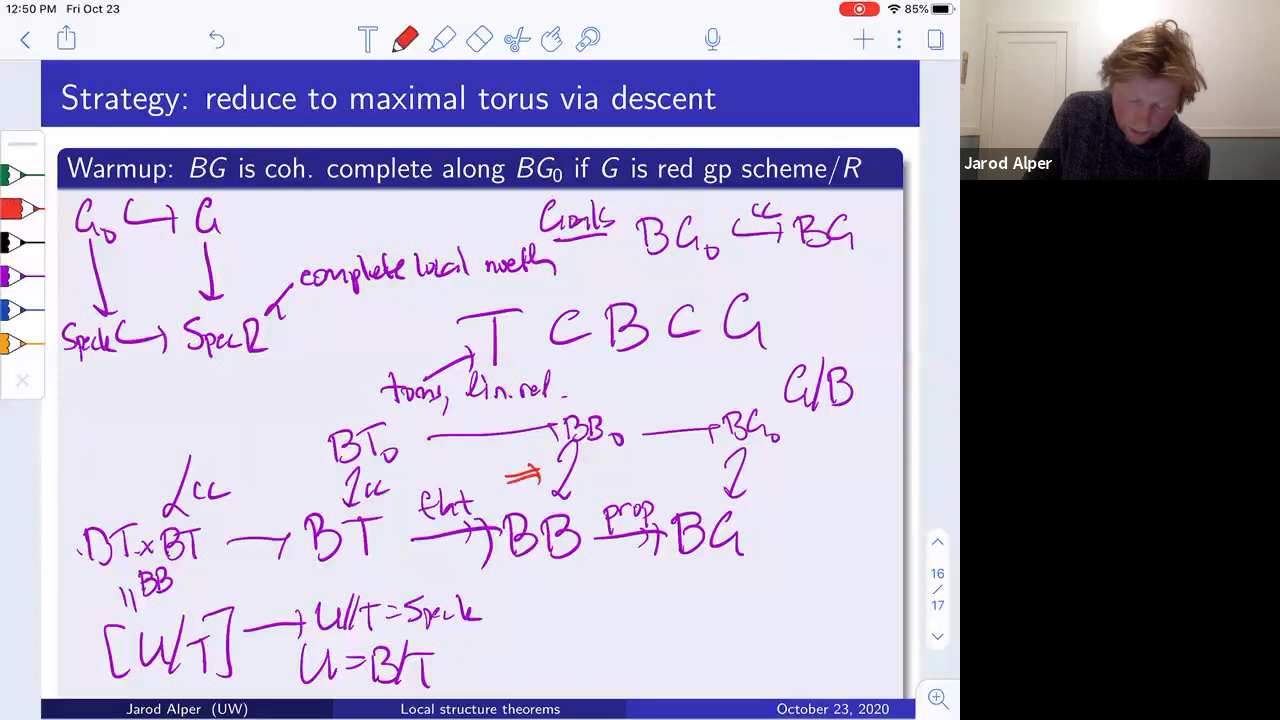 12:50 PM Fri Oct 23
85%
Strategy: reduce to maximal torus via descent
Warmup: BG is coh. complete along BG₀ if G is red gp scheme/R
G₀ ↪ G
Goals BG₀ ↪ BG
cc
complete local noeth
Spec k ↪ Spec R
T ⊂ B ⊂ G
torus, lin. red.
G/B
BT₀ → BB₀ → BG₀
cc
cc
⇒
BT × BT → BT → BB → BG
flat
prop
BB
||
[U/T] → U//T = Spec k
U = B/T
16
/
17
Jarod Alper (UW)
Local structure theorems
October 23, 2020
Jarod Alper